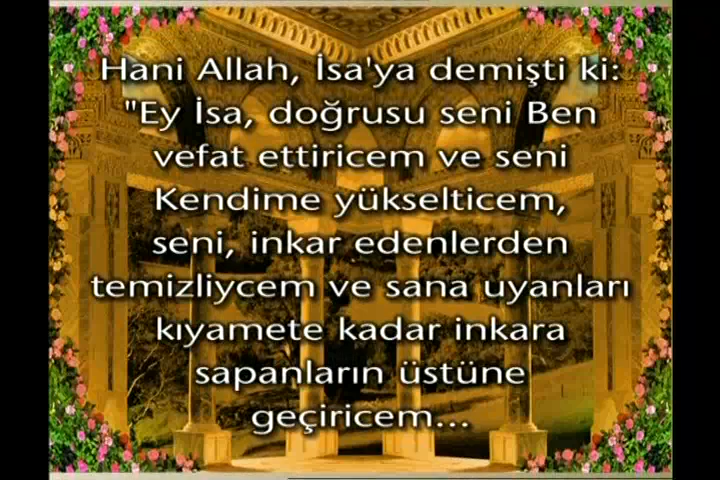 Hani Allah, İsa'ya demişti ki:
"Ey İsa, doğrusu seni Ben
vefat ettiricem ve seni
Kendime yükselticem,
seni, inkar edenlerden
temizliycem ve sana uyanları
kıyamete kadar inkara
sapanların üstüne
geçiricem...